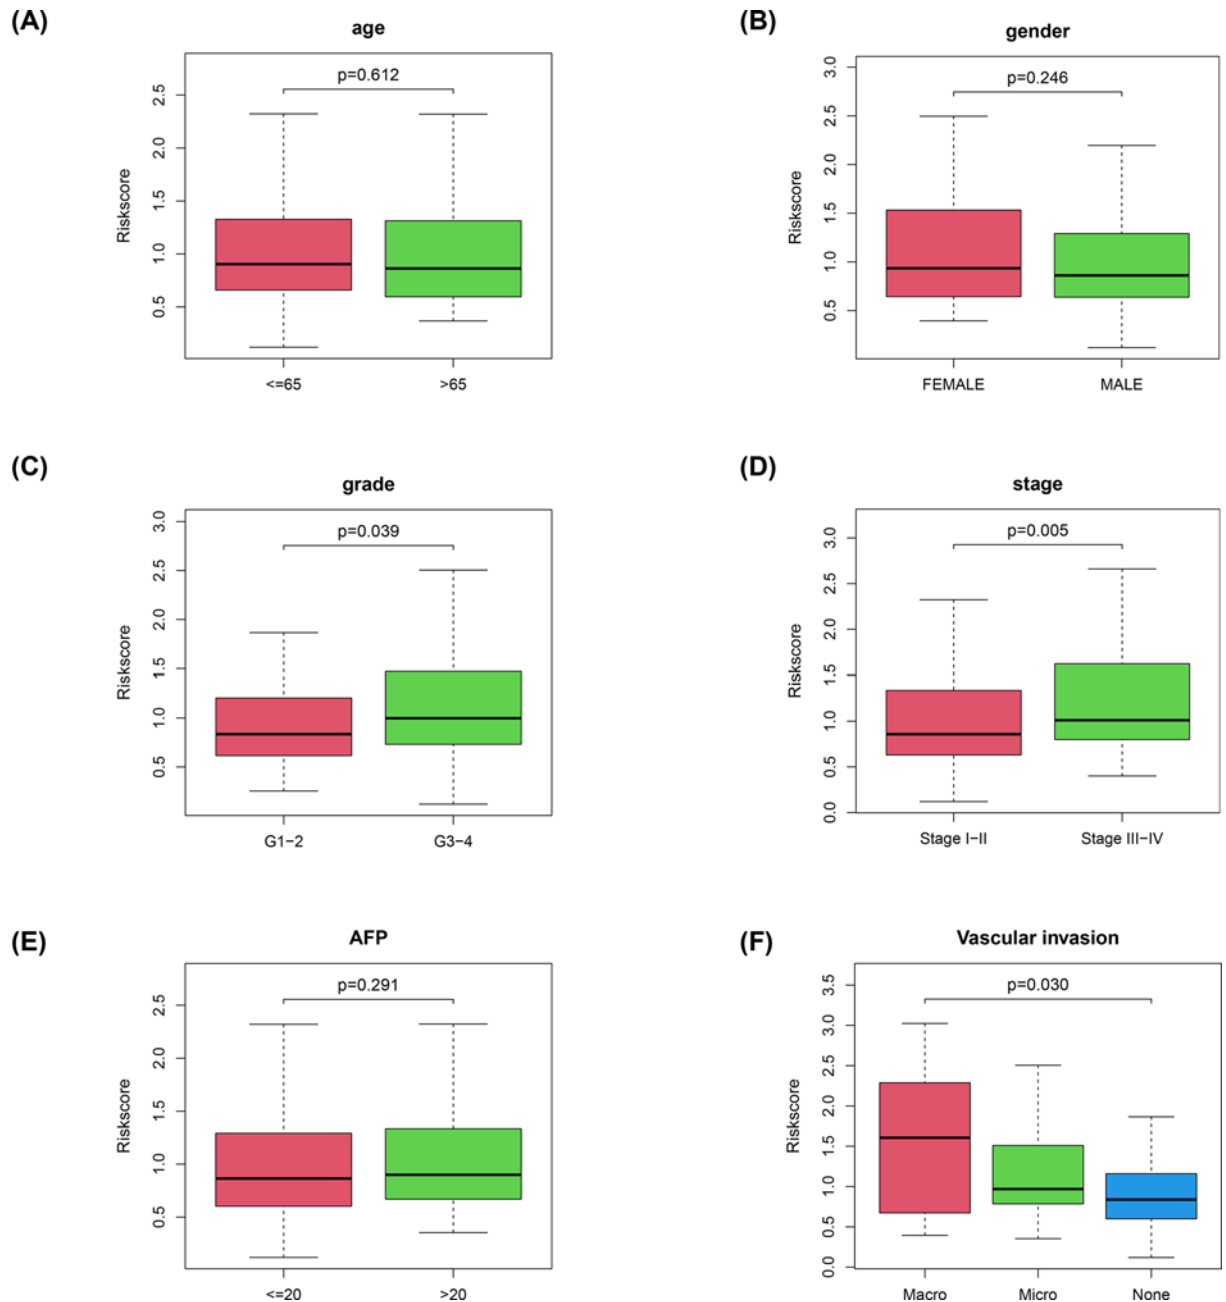 (A)
age
p=0.612
Riskscore
2.5
2.0
1.5
1.0
0.5
<=65
>65
(B)
gender
p=0.246
Riskscore
3.0
2.5
2.0
1.5
1.0
0.5
FEMALE
MALE
(C)
grade
p=0.039
Riskscore
3.0
2.5
2.0
1.5
1.0
0.5
G1−2
G3−4
(D)
stage
p=0.005
Riskscore
3.0
2.5
2.0
1.5
1.0
0.5
0.0
Stage I−II
Stage III−IV
(E)
AFP
p=0.291
Riskscore
2.5
2.0
1.5
1.0
0.5
<=20
>20
(F)
Vascular invasion
p=0.030
Riskscore
3.5
3.0
2.5
2.0
1.5
1.0
0.5
0.0
Macro
Micro
None